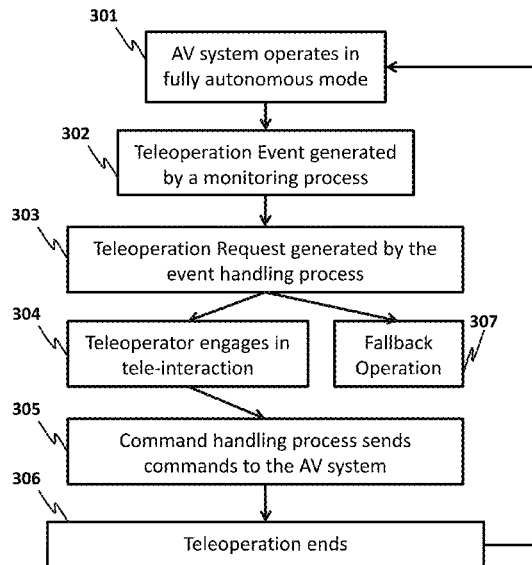 301
AV system operates in
fully autonomous mode
302
Teleoperation Event generated
by a monitoring process
303
Teleoperation Request generated by the
event handling process
304
Teleoperator engages in
tele-interaction
307
Fallback
Operation
305
Command handling process sends
commands to the AV system
306
Teleoperation ends